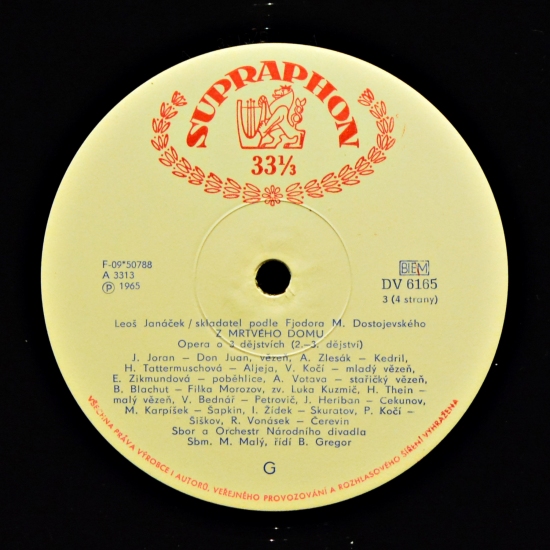 SUPRAPHON
33⅓
F-09*50788
A 3313
Ⓟ 1965
BIEM
DV 6165
3 (4 strany)
Leoš Janáček / skladatel podle Fjodora M. Dostojevského
Z MRTVÉHO DOMU
Opera o 3 dějstvích (2.–3. dějství)
J. Joran – Don Juan, vězeň, A. Zlesák – Kedril,
H. Tattermuschová – Aljeja, V. Kočí – mladý vězeň,
E. Zikmundová – poběhlice, A. Votava – stařičký vězeň,
B. Blachut – Filka Morozov, zv. Luka Kuzmič, H. Thein –
malý vězeň, V. Bednář – Petrovič, J. Heriban – Čekunov,
M. Karpíšek – Šapkin, I. Žídek – Skuratov, P. Kočí –
Šiškov, R. Vonásek – Čerevin
Sbor a Orchestr Národního divadla
Sbm. M. Malý, řídí B. Gregor
G
VŠECHNA PRÁVA VÝROBCE I AUTORŮ, VEŘEJNÉHO PROVOZOVÁNÍ A ROZHLASOVÉHO ŠÍŘENÍ VYHRAŽENA